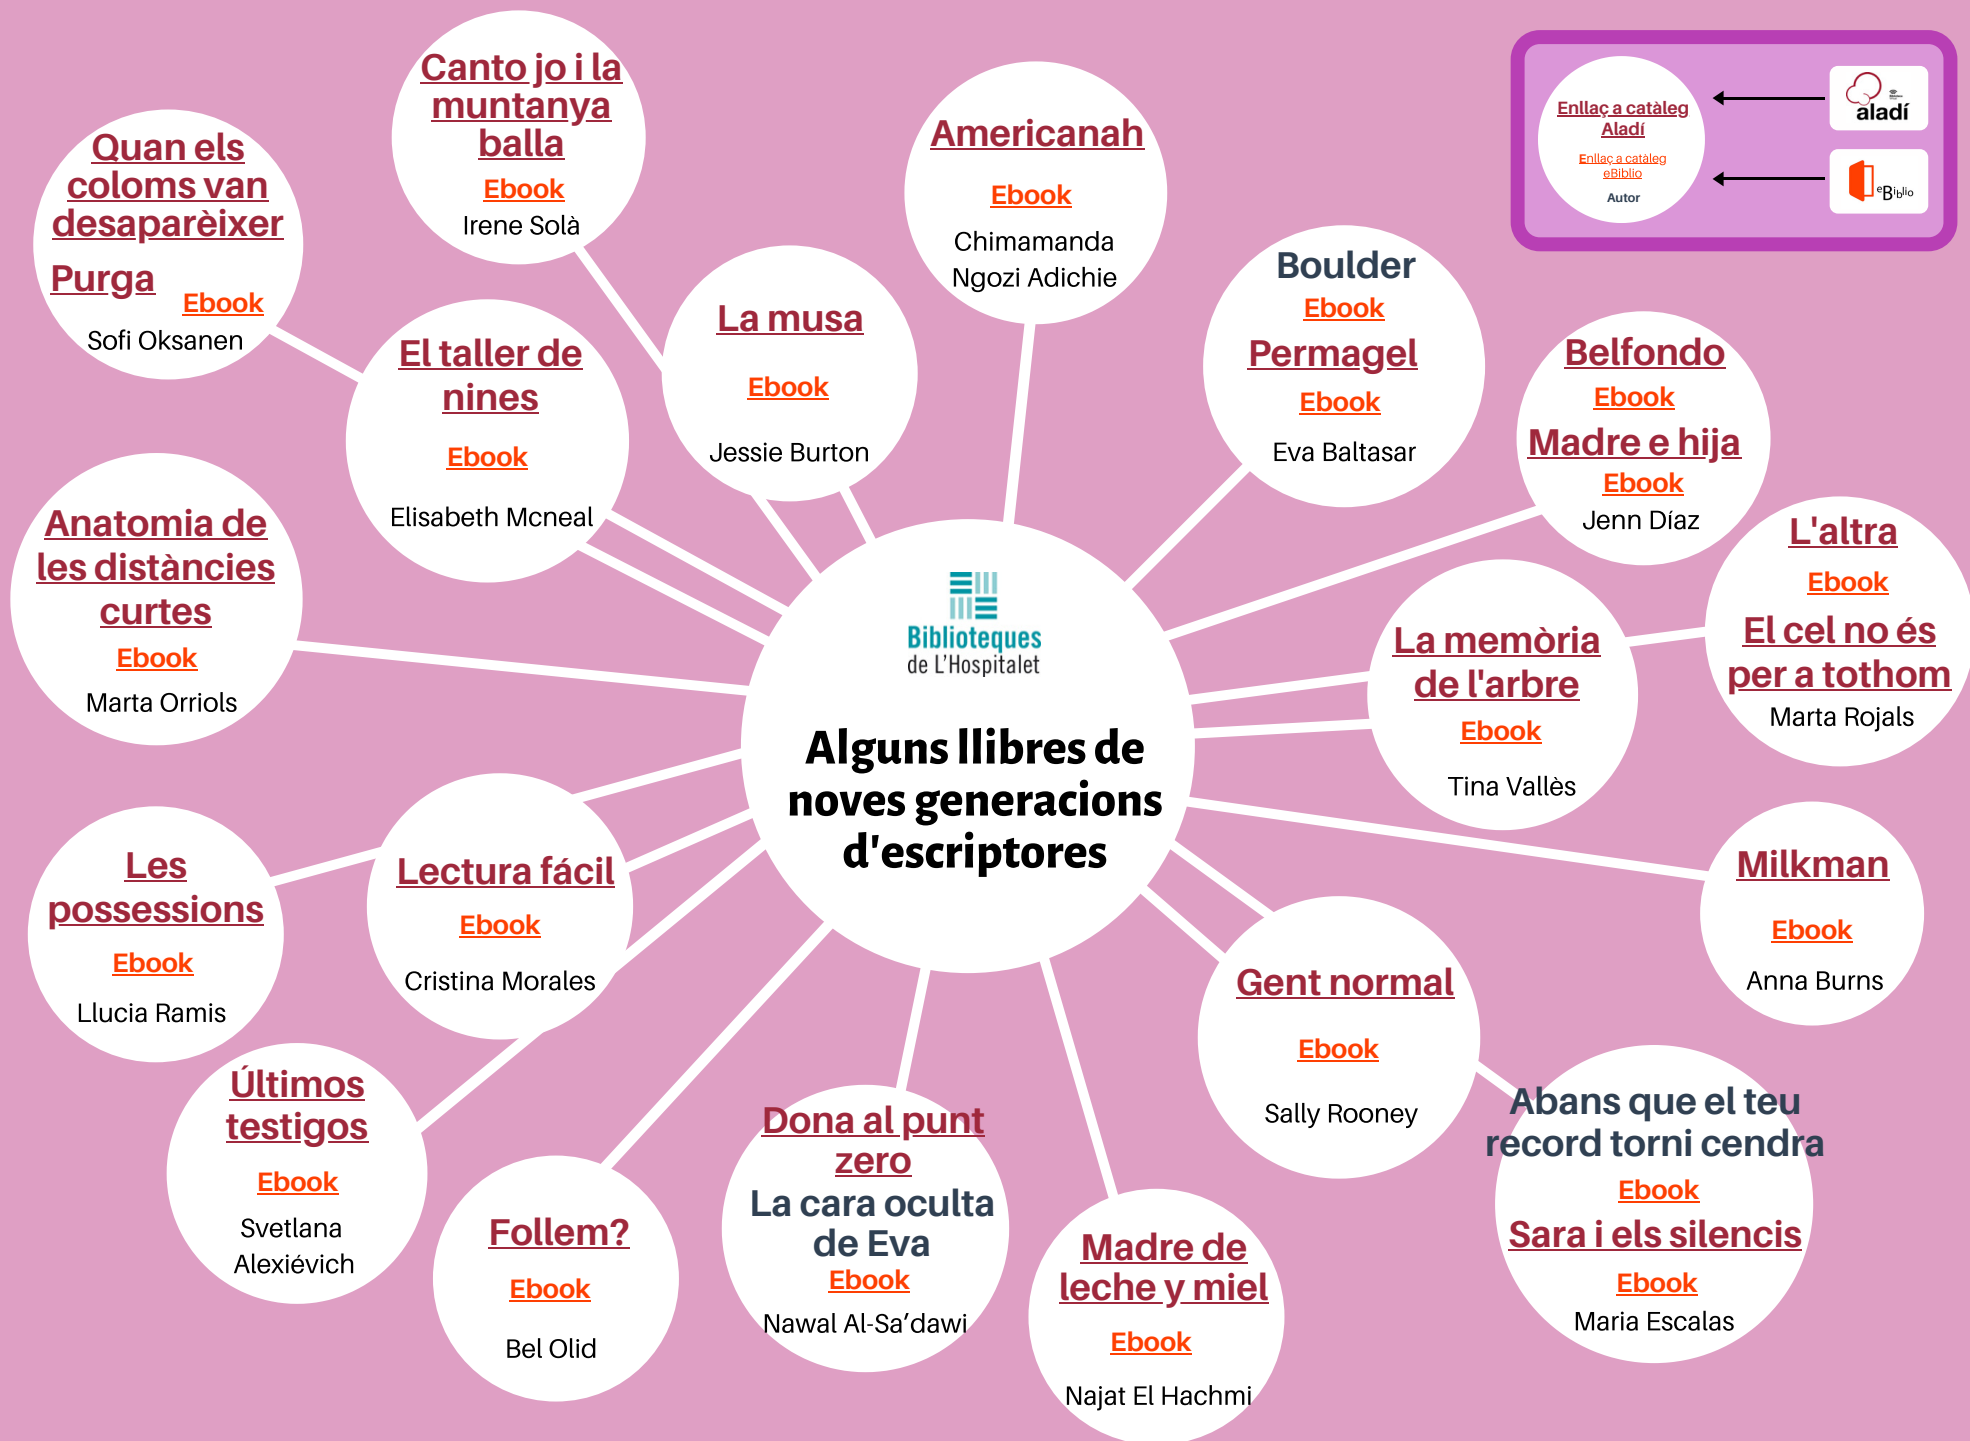 Canto jo i la
muntanya
balla
Ebook
Irene Solà
Quan els
coloms van
desaparèixer
Purga
Ebook
Sofi Oksanen
Americanah
Ebook
Chimamanda
Ngozi Adichie
Enllaç a catàleg
Aladí
Enllaç a catàleg
eBiblio
Autor
aladí
eBiblio
El taller de
nines
Ebook
Elisabeth Mcneal
La musa
Ebook
Jessie Burton
Boulder
Ebook
Permagel
Ebook
Eva Baltasar
Belfondo
Ebook
Madre e hija
Ebook
Jenn Díaz
Anatomia de
les distàncies
curtes
Ebook
Marta Orriols
L'altra
Ebook
El cel no és
per a tothom
Marta Rojals
La memòria
de l'arbre
Ebook
Tina Vallès
Biblioteques
de L'Hospitalet
Alguns llibres de
noves generacions
d'escriptores
Les
possessions
Ebook
Llucia Ramis
Lectura fácil
Ebook
Cristina Morales
Milkman
Ebook
Anna Burns
Gent normal
Ebook
Sally Rooney
Últimos
testigos
Ebook
Svetlana
Alexiévich
Follem?
Ebook
Bel Olid
Dona al punt
zero
La cara oculta
de Eva
Ebook
Nawal Al-Sa’dawi
Madre de
leche y miel
Ebook
Najat El Hachmi
Abans que el teu
record torni cendra
Ebook
Sara i els silencis
Ebook
Maria Escalas